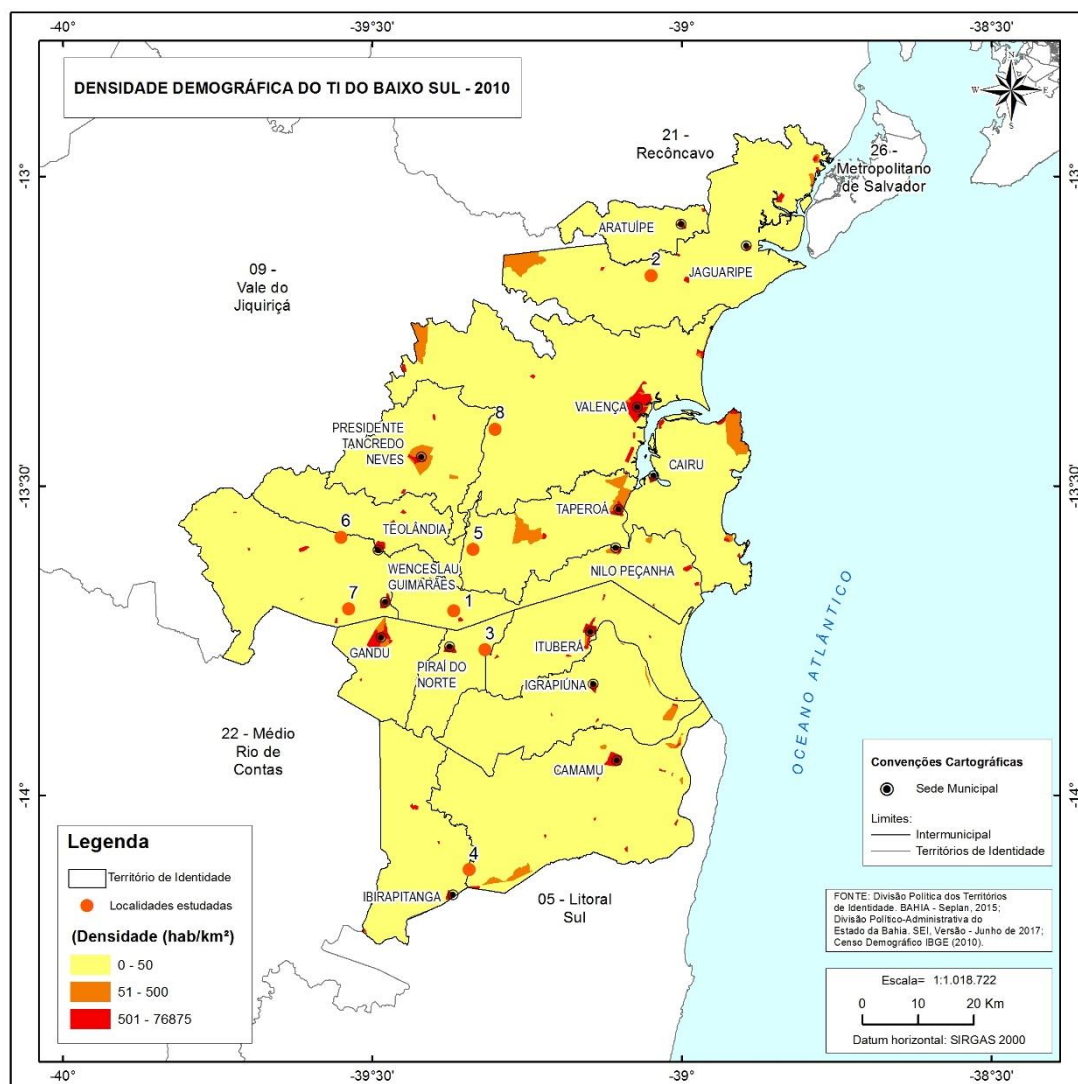 -40°
-39°30'
-39°
-38°30'
DENSIDADE DEMOGRÁFICA DO TI DO BAIXO SUL - 2010
N
W
E
S
21 -
Recôncavo
26 -
Metropolitano
de Salvador
-13°
-13°
ARATUÍPE
09 -
Vale do
Jiquiriçá
2
JAGUARIPE
VALENÇA
PRESIDENTE
TANCREDO
NEVES
8
CAIRU
-13°30'
-13°30'
TAPEROÁ
6
TEOLÂNDIA
5
NILO PEÇANHA
WENCESLAU
GUIMARÃES
7
1
3
ITUBERÁ
GANDU
PIRAÍ DO
NORTE
IGRAPIÚNA
OCEANO ATLÂNTICO
22 - Médio
Rio de
Contas
CAMAMU
-14°
-14°
4
IBIRAPITANGA
05 - Litoral
Sul
Legenda
Território de Identidade
Localidades estudadas
(Densidade (hab/km²)
0 - 50
51 - 500
501 - 76875
Convenções Cartográficas
Sede Municipal
Limites:
Intermunicipal
Territórios de Identidade
FONTE: Divisão Política dos Territórios
de Identidade. BAHIA - Seplan, 2015;
Divisão Político-Administrativa do
Estado da Bahia. SEI, Versão - Junho de 2017;
Censo Demográfico IBGE (2010).
Escala= 1:1.018.722
0 10 20 Km
Datum horizontal: SIRGAS 2000
-40°
-39°30'
-39°
-38°30'